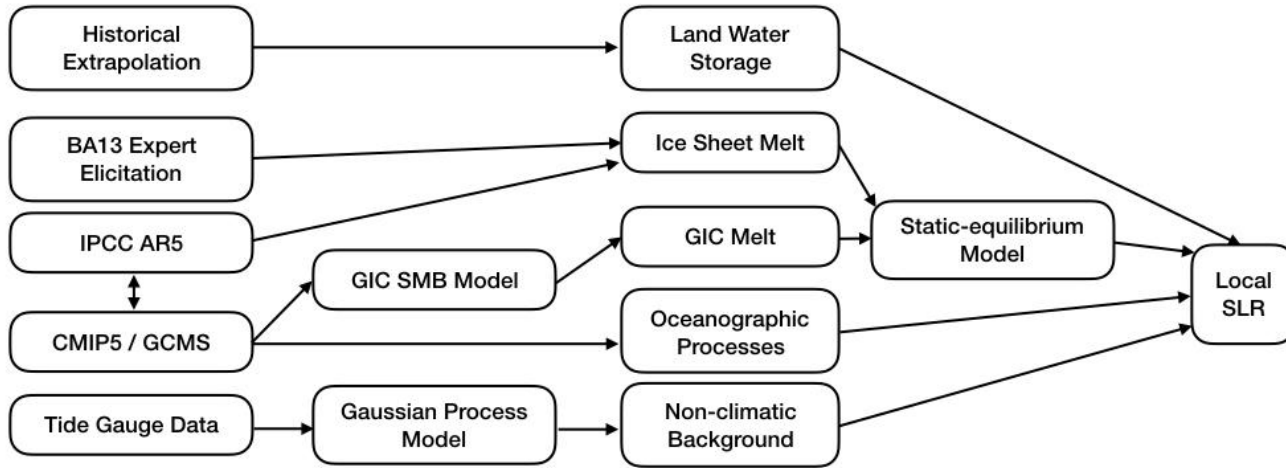 Historical
Extrapolation
Land Water
Storage
BA13 Expert
Elicitation
Ice Sheet Melt
IPCC AR5
GIC SMB Model
GIC Melt
Static-equilibrium
Model
Local
SLR
CMIP5 / GCMS
Oceanographic
Processes
Tide Gauge Data
Gaussian Process
Model
Non-climatic
Background